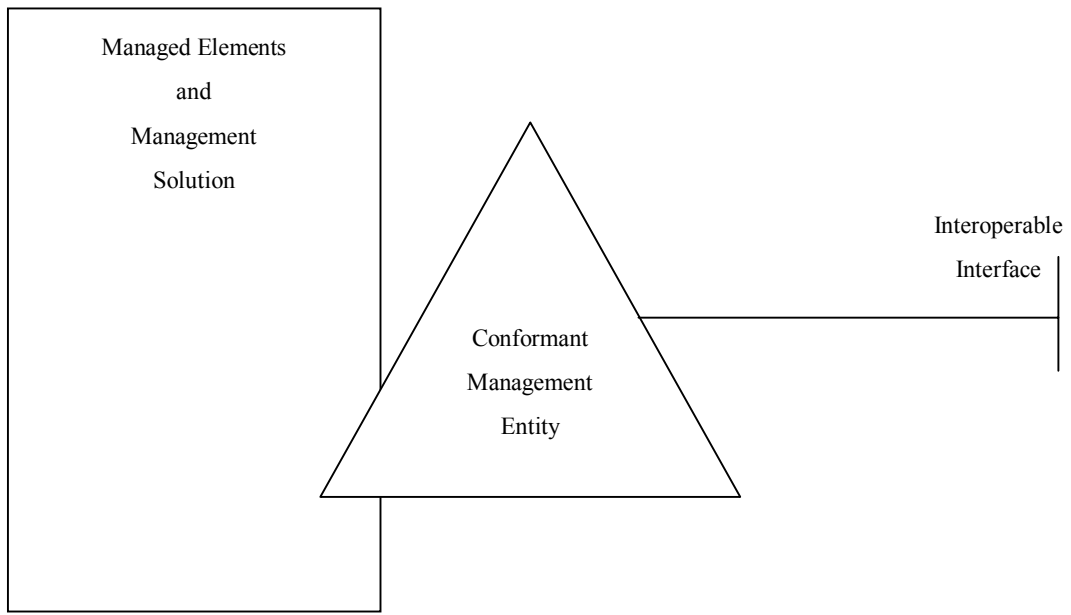 Managed Elements
and
Management
Solution
Interoperable
Interface
Conformant
Management
Entity